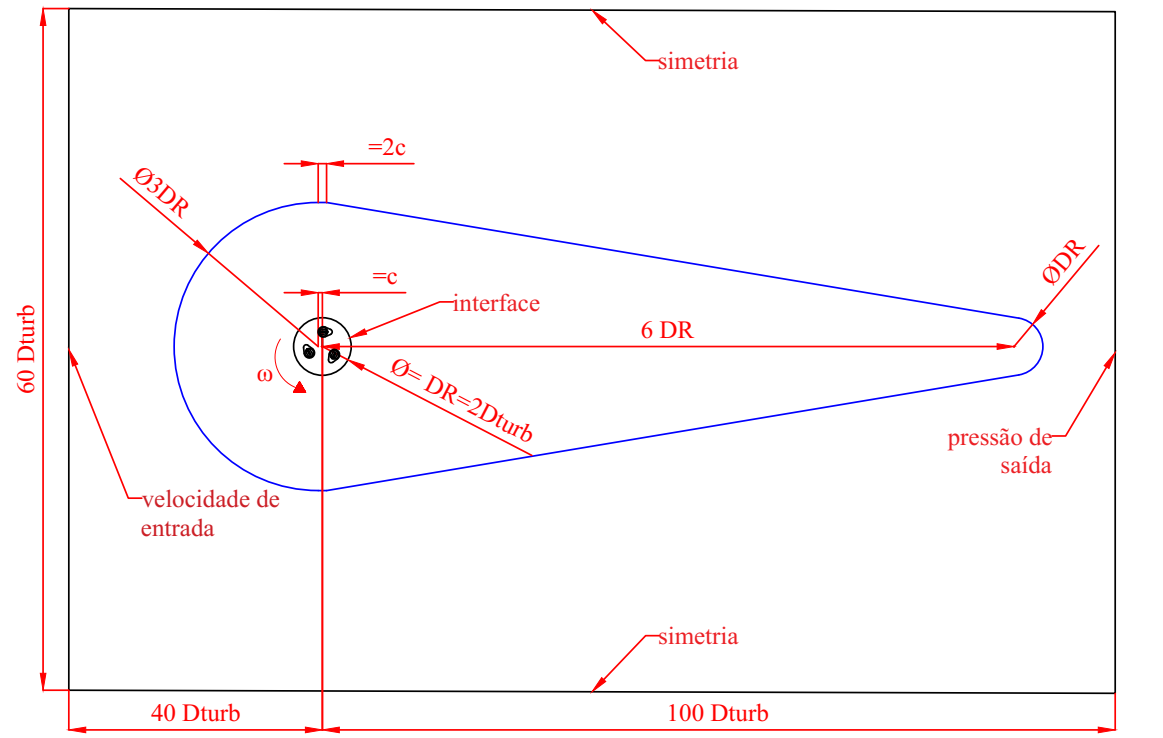 simetria
=2c
Ø3DR
=c
ØDR
interface
6 DR
60 Dturb
ω
Ø= DR=2Dturb
pressão de
saída
velocidade de
entrada
simetria
40 Dturb
100 Dturb